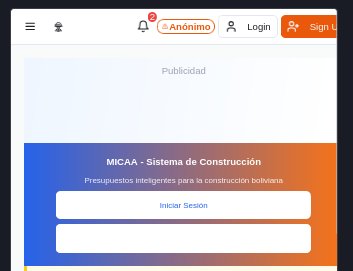 2
Anónimo
Login
Sign U
Publicidad
MICAA - Sistema de Construcción
Presupuestos inteligentes para la construcción boliviana
Iniciar Sesión